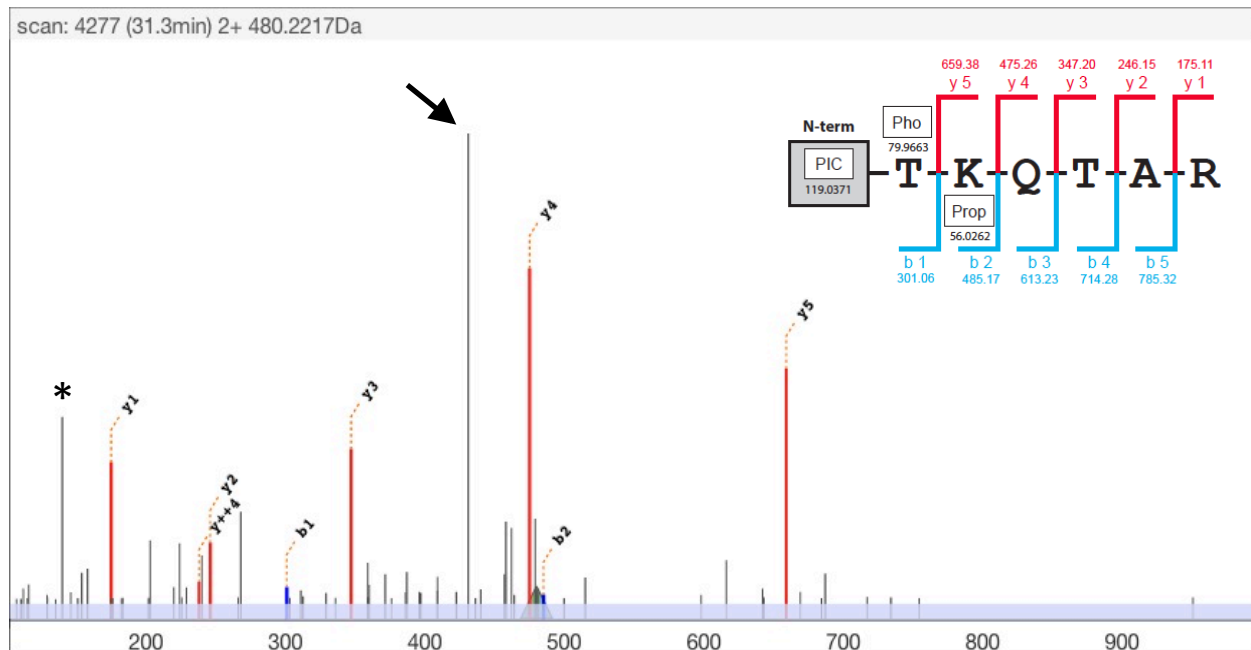 scan: 4277 (31.3min) 2+ 480.2217Da
659.38 475.26 347.20 246.15 175.11
y 5 y 4 y 3 y 2 y 1
N-term
Pho
79.9663
PIC
119.0371
T K Q T A R
Prop
56.0262
b 1 b 2 b 3 b 4 b 5
301.06 485.17 613.23 714.28 785.32
*
y1
y++4
y2
b1
y3
y4
b2
y5
200 300 400 500 600 700 800 900